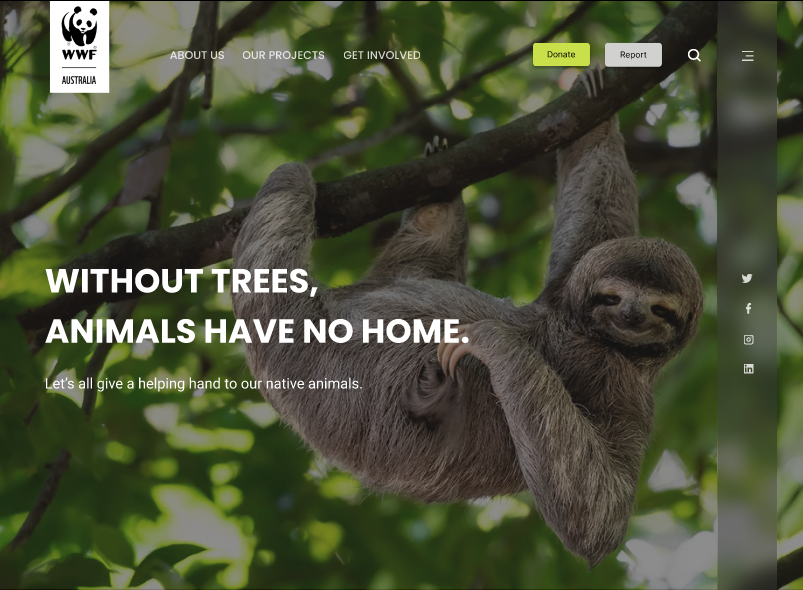 WWF
AUSTRALIA
ABOUT US OUR PROJECTS GET INVOLVED
Donate
Report
WITHOUT TREES,
ANIMALS HAVE NO HOME.
Let's all give a helping hand to our native animals.